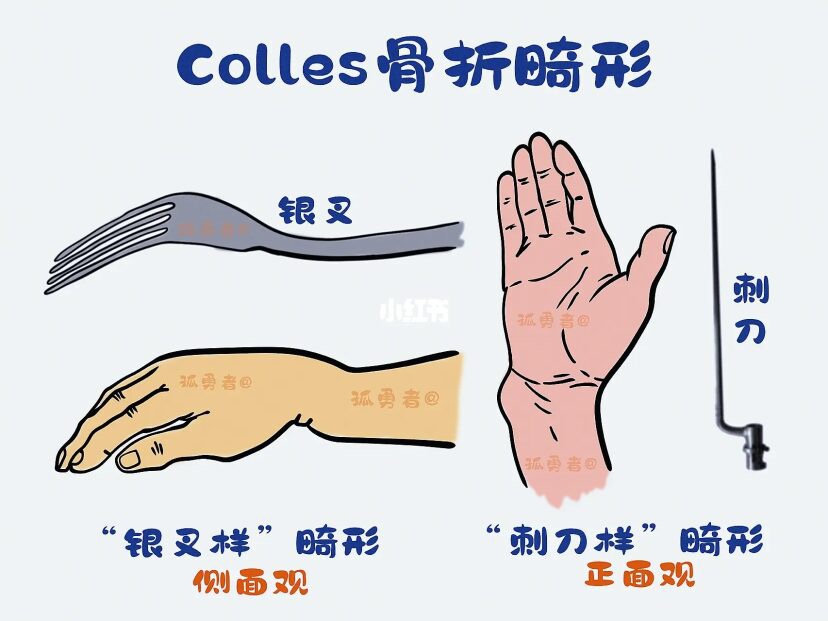 Colles骨折畸形
银叉
孤勇者@
小红书
刺刀
孤勇者@
孤勇者@
孤勇者@
孤勇者@
“银叉样”畸形
侧面观
“刺刀样”畸形
正面观